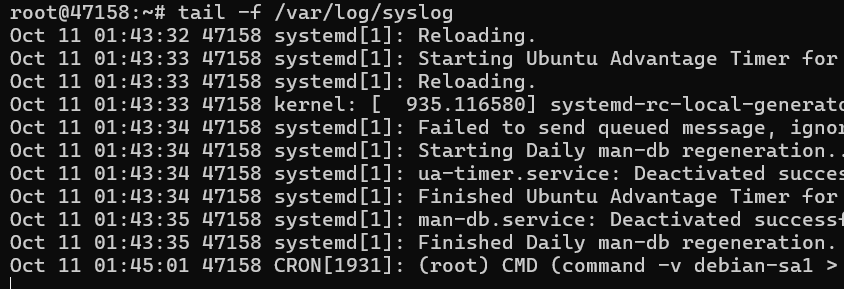 root@47158:~# tail -f /var/log/syslog
Oct 11 01:43:32 47158 systemd[1]: Reloading.
Oct 11 01:43:33 47158 systemd[1]: Starting Ubuntu Advantage Timer for
Oct 11 01:43:33 47158 systemd[1]: Reloading.
Oct 11 01:43:33 47158 kernel: [  935.116580] systemd-rc-local-generato
Oct 11 01:43:34 47158 systemd[1]: Failed to send queued message, ignor
Oct 11 01:43:34 47158 systemd[1]: Starting Daily man-db regeneration..
Oct 11 01:43:34 47158 systemd[1]: ua-timer.service: Deactivated succes
Oct 11 01:43:34 47158 systemd[1]: Finished Ubuntu Advantage Timer for
Oct 11 01:43:35 47158 systemd[1]: man-db.service: Deactivated successf
Oct 11 01:43:35 47158 systemd[1]: Finished Daily man-db regeneration.
Oct 11 01:45:01 47158 CRON[1931]: (root) CMD (command -v debian-sa1 >